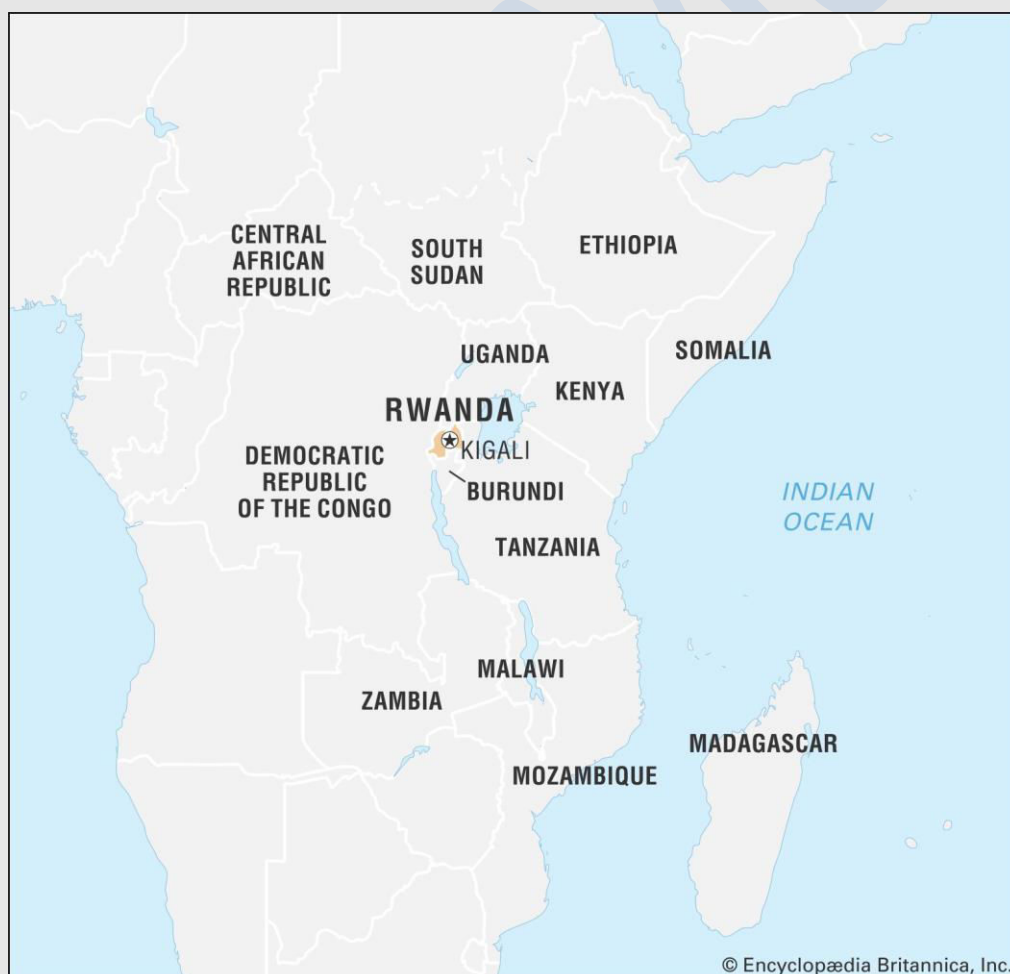 CENTRAL
AFRICAN
REPUBLIC
SOUTH
SUDAN
ETHIOPIA
UGANDA
SOMALIA
KENYA
RWANDA
KIGALI
DEMOCRATIC
REPUBLIC
OF THE CONGO
BURUNDI
INDIAN
OCEAN
TANZANIA
MALAWI
ZAMBIA
MADAGASCAR
MOZAMBIQUE
© Encyclopædia Britannica, Inc.